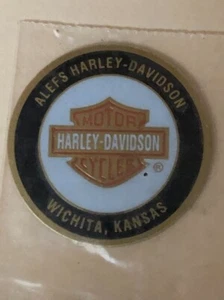 ALEFS HARLEY-DAVIDSON
MOTOR
HARLEY-DAVIDSON
CYCLES
®
WICHITA, KANSAS